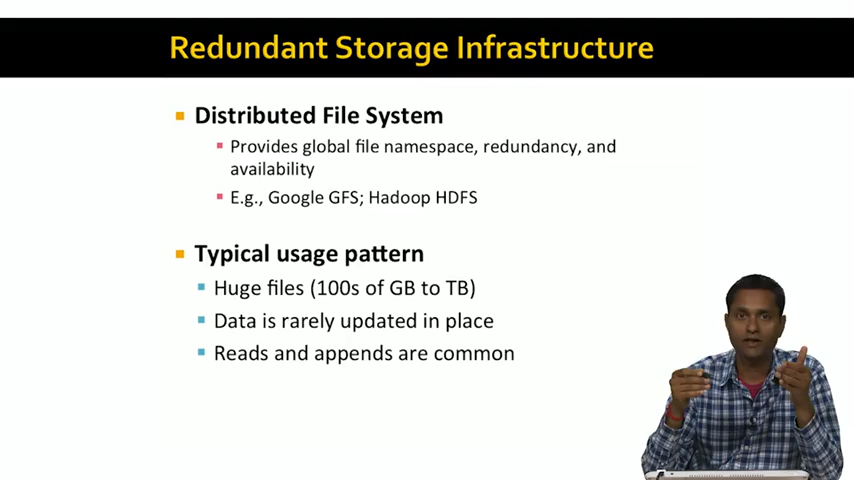 Redundant Storage Infrastructure
Distributed File System
Provides global file namespace, redundancy, and
availability
E.g., Google GFS; Hadoop HDFS
Typical usage pattern
Huge files (100s of GB to TB)
Data is rarely updated in place
Reads and appends are common